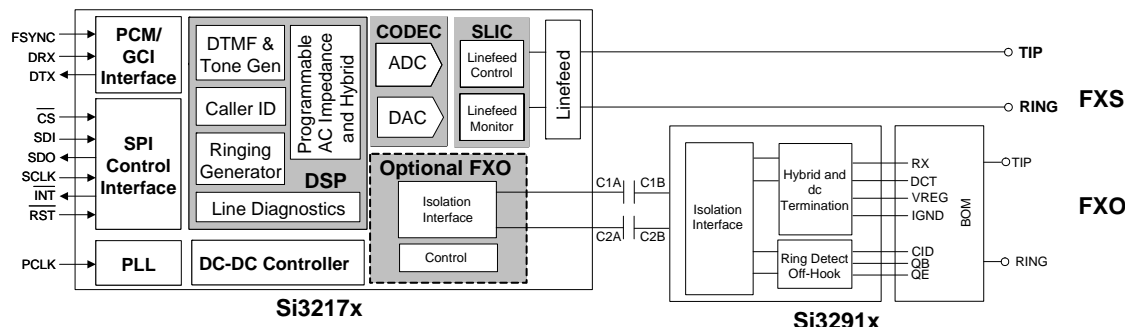 FSYNC
DRX
DTX
PCM/
GCI
Interface
CS
SDI
SDO
SCLK
INT
RST
SPI
Control
Interface
PCLK
PLL
DTMF &
Tone Gen
Caller ID
Ringing
Generator
Programmable
AC Impedance
and Hybrid
DSP
Line Diagnostics
DC-DC Controller
CODEC
ADC
DAC
SLIC
Linefeed
Control
Linefeed
Monitor
Linefeed
TIP
RING
FXS
Optional FXO
Isolation
Interface
Control
C1A
C1B
C2A
C2B
Si3217x
Isolation
Interface
Hybrid and
dc
Termination
Ring Detect
Off-Hook
RX
DCT
VREG
IGND
CID
QB
QE
BOM
TIP
RING
FXO
Si3291x